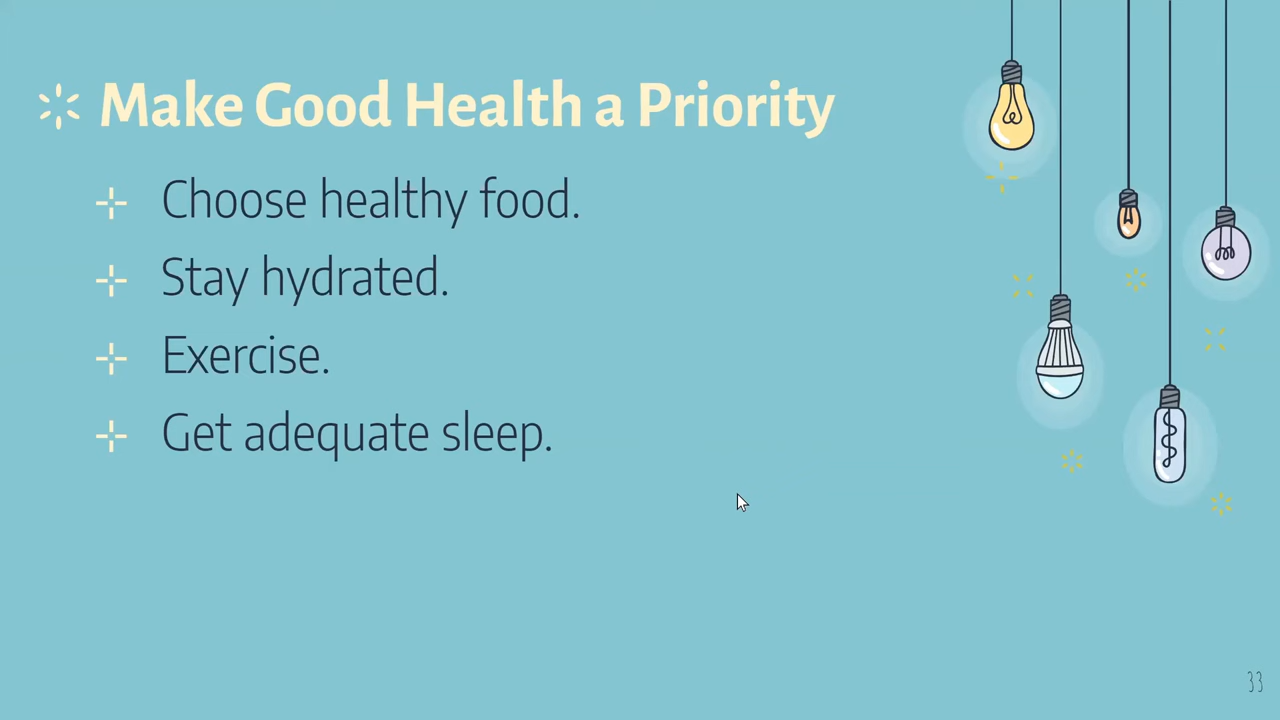 Make Good Health a Priority
Choose healthy food.
Stay hydrated.
Exercise.
Get adequate sleep.
33